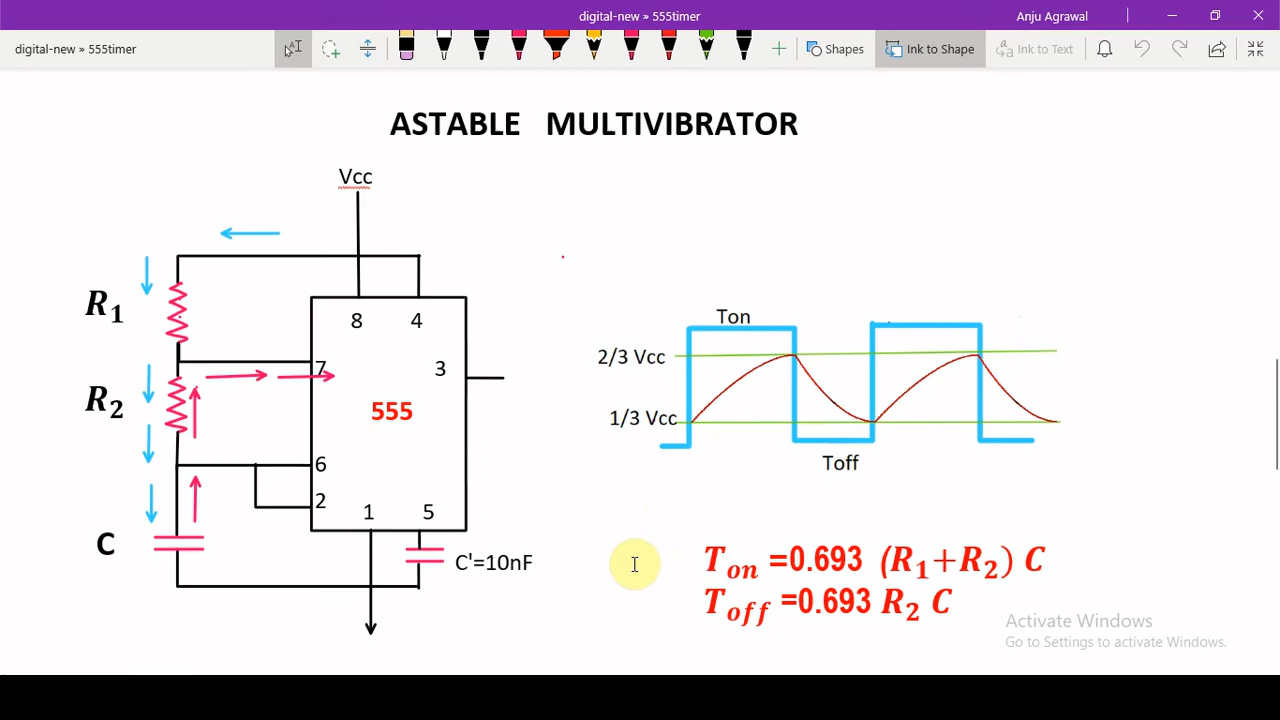 digital-new » 555timer
Anju Agrawal
digital-new » 555timer
Shapes
Ink to Shape
Ink to Text
ASTABLE MULTIVIBRATOR
Vcc
R1
8 4
7
3
R2
555
6
2
1 5
C
C'=10nF
Ton
2/3 Vcc
1/3 Vcc
Toff
Ton =0.693 (R1+R2) C
Toff =0.693 R2 C
Activate Windows
Go to Settings to activate Windows.